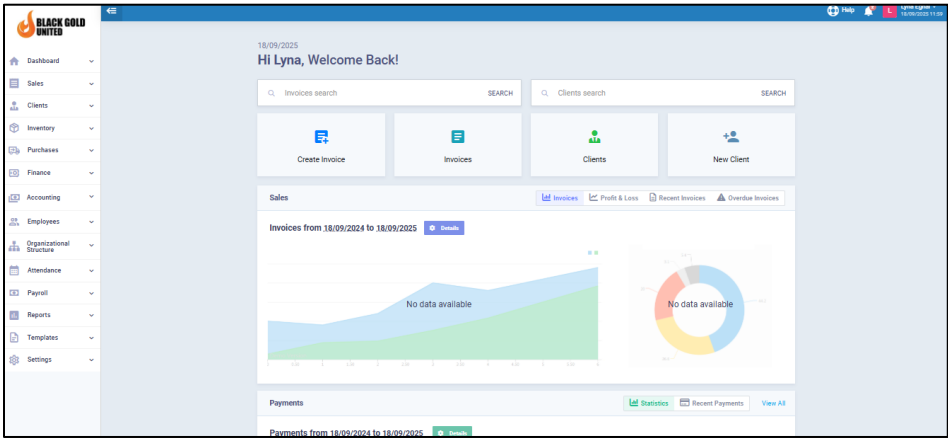 BLACK GOLD
UNITED
Help
L
18/09/2025 11:59
Dashboard
Sales
Clients
Inventory
Purchases
Finance
Accounting
Employees
Organizational
Structure
Attendance
Payroll
Reports
Templates
Settings
18/09/2025
Hi Lyna, Welcome Back!
Invoices search SEARCH
Clients search SEARCH
Create Invoice
Invoices
Clients
New Client
Sales
Invoices
Profit & Loss
Recent Invoices
Overdue Invoices
Invoices from 18/09/2024 to 18/09/2025 Details
No data available
No data available
Payments
Statistics
Recent Payments
View All
Payments from 18/09/2024 to 18/09/2025 Details